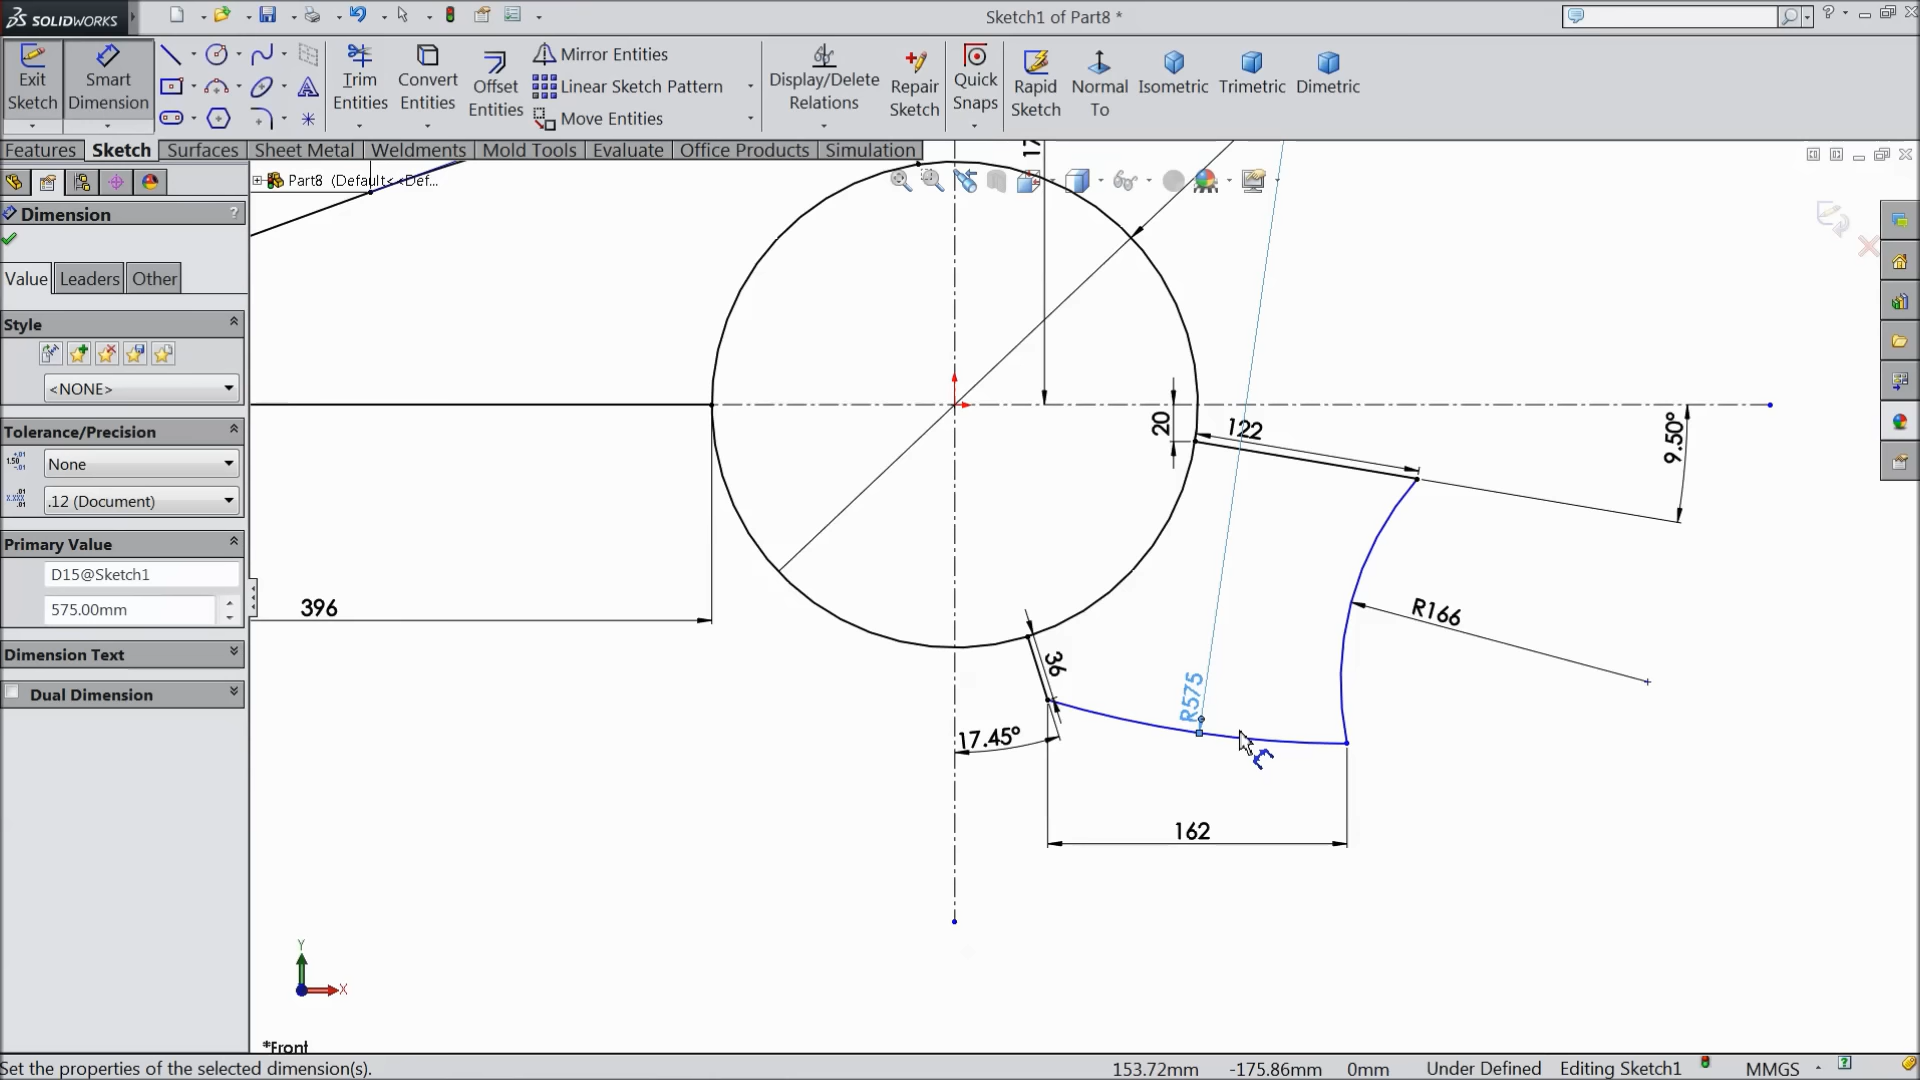 SOLIDWORKS
Sketch1 of Part8 *
Exit Sketch
Smart Dimension
Trim Entities
Convert Entities
Offset Entities
Mirror Entities
Linear Sketch Pattern
Move Entities
Display/Delete Relations
Repair Sketch
Quick Snaps
Rapid Sketch
Normal To
Isometric
Trimetric
Dimetric
Features Sketch Surfaces Sheet Metal Weldments Mold Tools Evaluate Office Products Simulation
Part8 (Default<<Def...
Dimension
?
Value Leaders Other
Style
<NONE>
Tolerance/Precision
None
.12 (Document)
Primary Value
D15@Sketch1
575.00mm
Dimension Text
Dual Dimension
17
20
122
9.50°
396
36
R166
R575
17.45°
162
Y
X
*Front
Set the properties of the selected dimension(s).
153.72mm -175.86mm 0mm Under Defined Editing Sketch1 MMGS